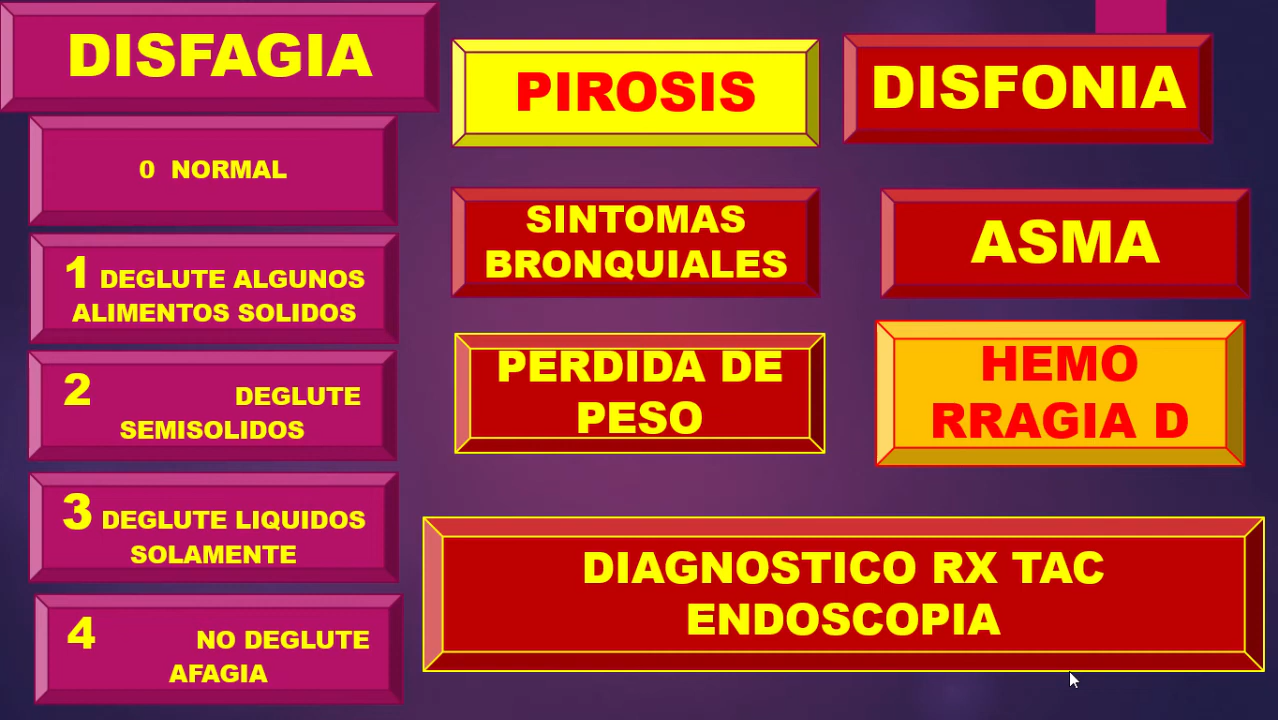 DISFAGIA
0 NORMAL
1 DEGLUTE ALGUNOS
ALIMENTOS SOLIDOS
2 DEGLUTE
SEMISOLIDOS
3 DEGLUTE LIQUIDOS
SOLAMENTE
4 NO DEGLUTE
AFAGIA
PIROSIS
DISFONIA
SINTOMAS
BRONQUIALES
ASMA
PERDIDA DE
PESO
HEMO
RRAGIA D
DIAGNOSTICO RX TAC
ENDOSCOPIA